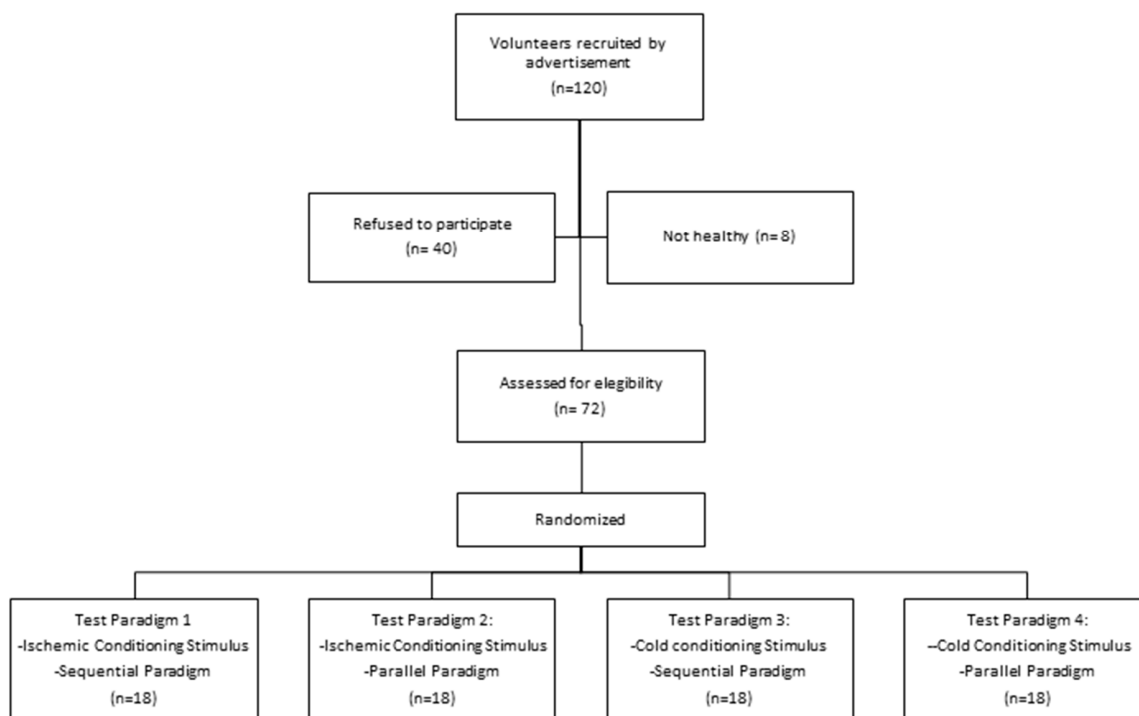 Volunteers recruited by
advertisement
(n=120)
Refused to participate
(n= 40)
Not healthy (n= 8)
Assessed for elegibility
(n= 72)
Randomized
Test Paradigm 1
-Ischemic Conditioning Stimulus
-Sequential Paradigm
(n=18)
Test Paradigm 2:
-Ischemic Conditioning Stimulus
-Parallel Paradigm
(n=18)
Test Paradigm 3:
-Cold conditioning Stimulus
-Sequential Paradigm
(n=18)
Test Paradigm 4:
--Cold Conditioning Stimulus
-Parallel Paradigm
(n=18)